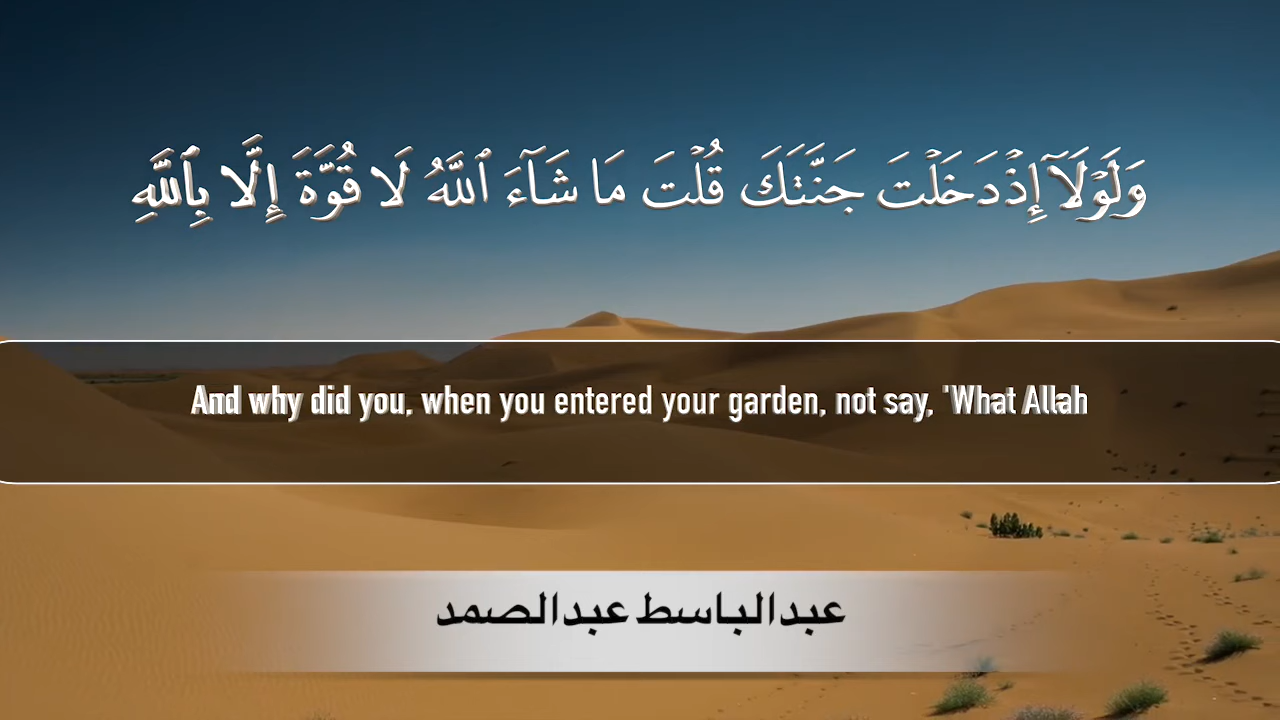 وَلَوْلَآ إِذْ دَخَلْتَ جَنَّتَكَ قُلْتَ مَا شَآءَ ٱللَّهُ لَا قُوَّةَ إِلَّا بِٱللَّهِ
And why did you, when you entered your garden, not say, 'What Allah
عبدالباسط عبدالصمد